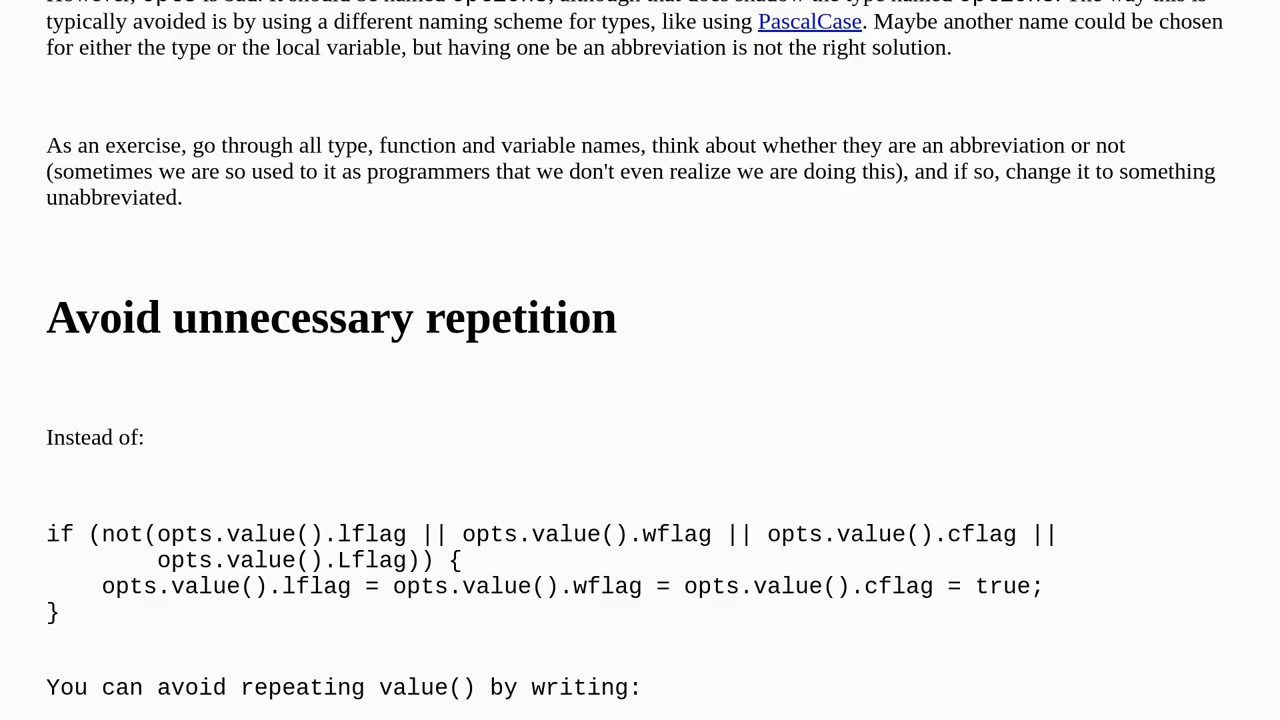 typically avoided is by using a different naming scheme for types, like using PascalCase. Maybe another name could be chosen
for either the type or the local variable, but having one be an abbreviation is not the right solution.
As an exercise, go through all type, function and variable names, think about whether they are an abbreviation or not
(sometimes we are so used to it as programmers that we don't even realize we are doing this), and if so, change it to something
unabbreviated.
Avoid unnecessary repetition
Instead of:
if (not(opts.value().lflag || opts.value().wflag || opts.value().cflag ||
        opts.value().Lflag)) {
    opts.value().lflag = opts.value().wflag = opts.value().cflag = true;
}
You can avoid repeating value() by writing: